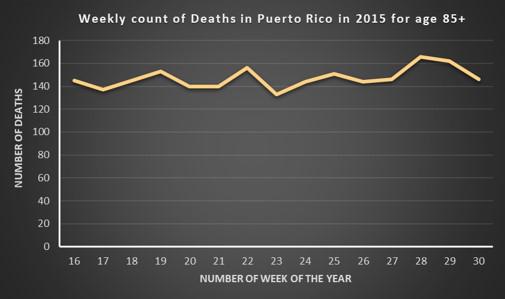 Weekly count of Deaths in Puerto Rico in 2015 for age 85+
180
160
140
120
100
80
60
40
20
0
NUMBER OF DEATHS
16 17 18 19 20 21 22 23 24 25 26 27 28 29 30
NUMBER OF WEEK OF THE YEAR